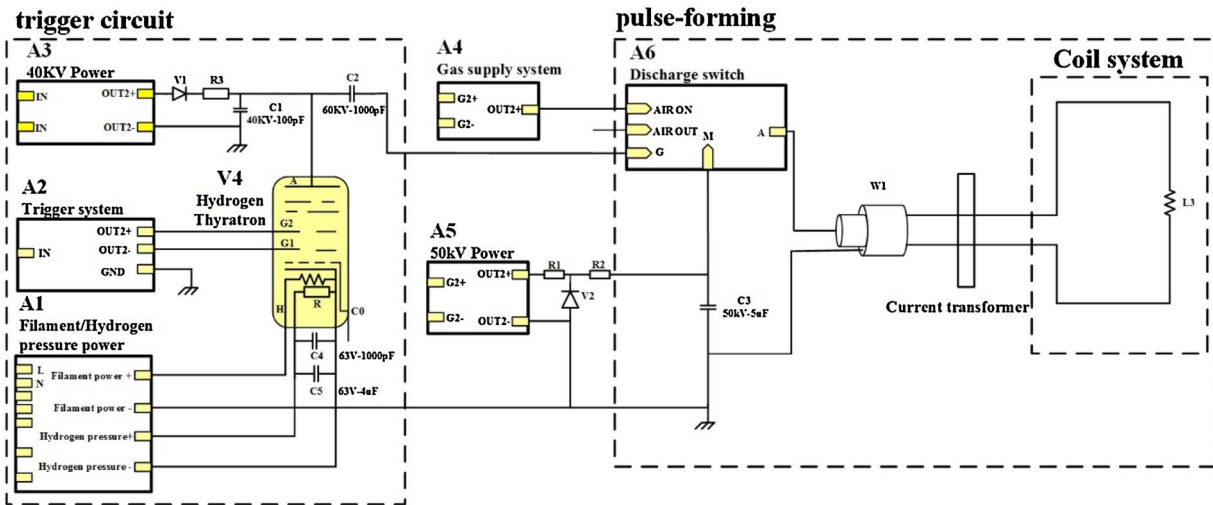 trigger circuit
pulse-forming
A3
40KV Power
IN
IN
OUT2+
OUT2-
V1
R3
C1
40KV-100pF
C2
60KV-1000pF
A4
Gas supply system
G2+
G2-
OUT2+
A6
Discharge switch
AIR ON
AIR OUT
G
M
A
Coil system
A2
Trigger system
IN
OUT2+
OUT2-
GND
V4
Hydrogen
Thyratron
A
G2
G1
H
R
C0
A5
50kV Power
G2+
G2-
OUT2+
OUT2-
R1
R2
V2
C3
50kV-5uF
W1
L3
Current transformer
A1
Filament/Hydrogen
pressure power
L
N
Filament power +
Filament power -
Hydrogen pressure+
Hydrogen pressure -
C4
63V-1000pF
C5
63V-4uF